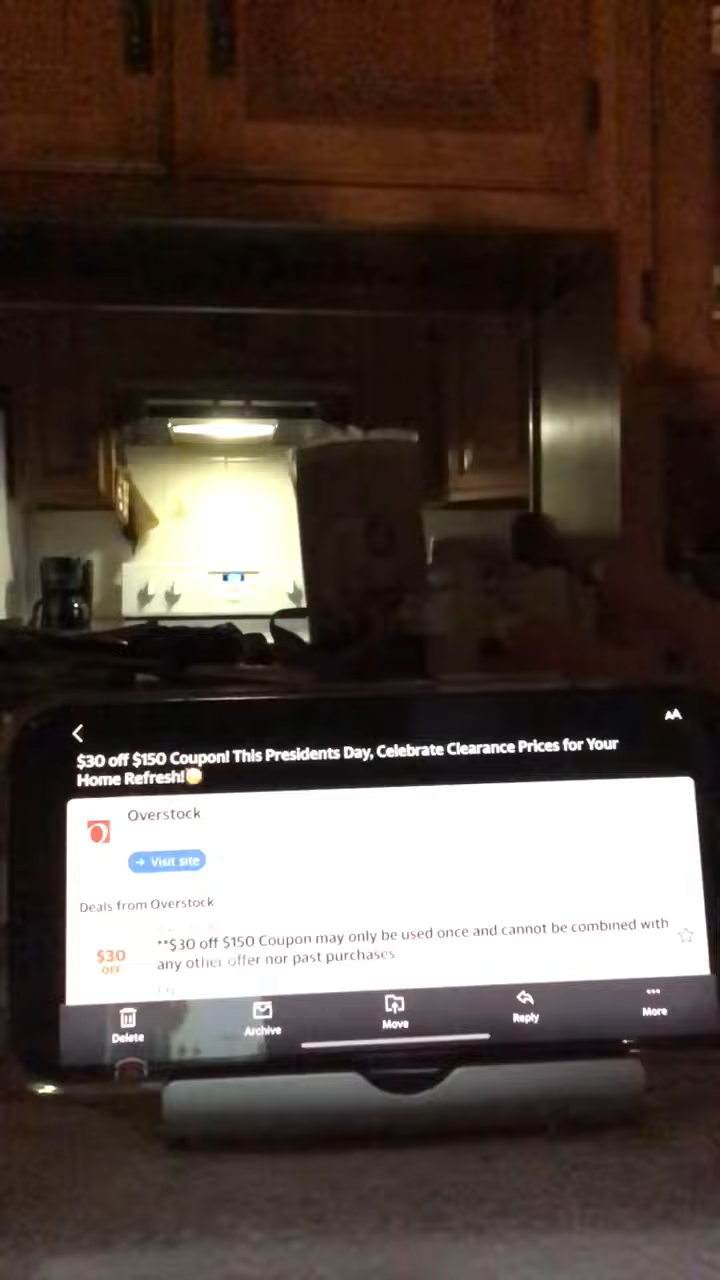 AA
$30 off $150 Coupon! This Presidents Day, Celebrate Clearance Prices for Your
Home Refresh!
Overstock
→ Visit site
Deals from Overstock
$30
OFF
**$30 off $150 Coupon may only be used once and cannot be combined with
any other offer nor past purchases
Delete
Archive
Move
Reply
More